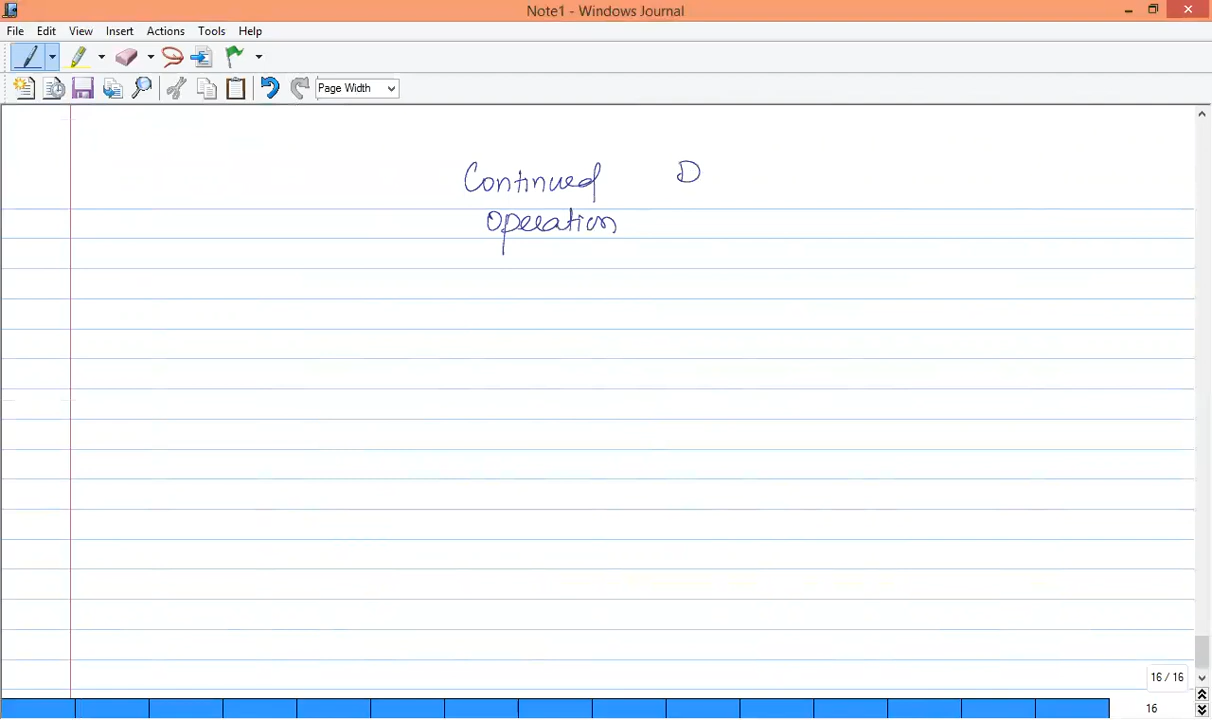 Note1 - Windows Journal
File Edit View Insert Actions Tools Help
Page Width
Continued D
Operation
16 / 16
16